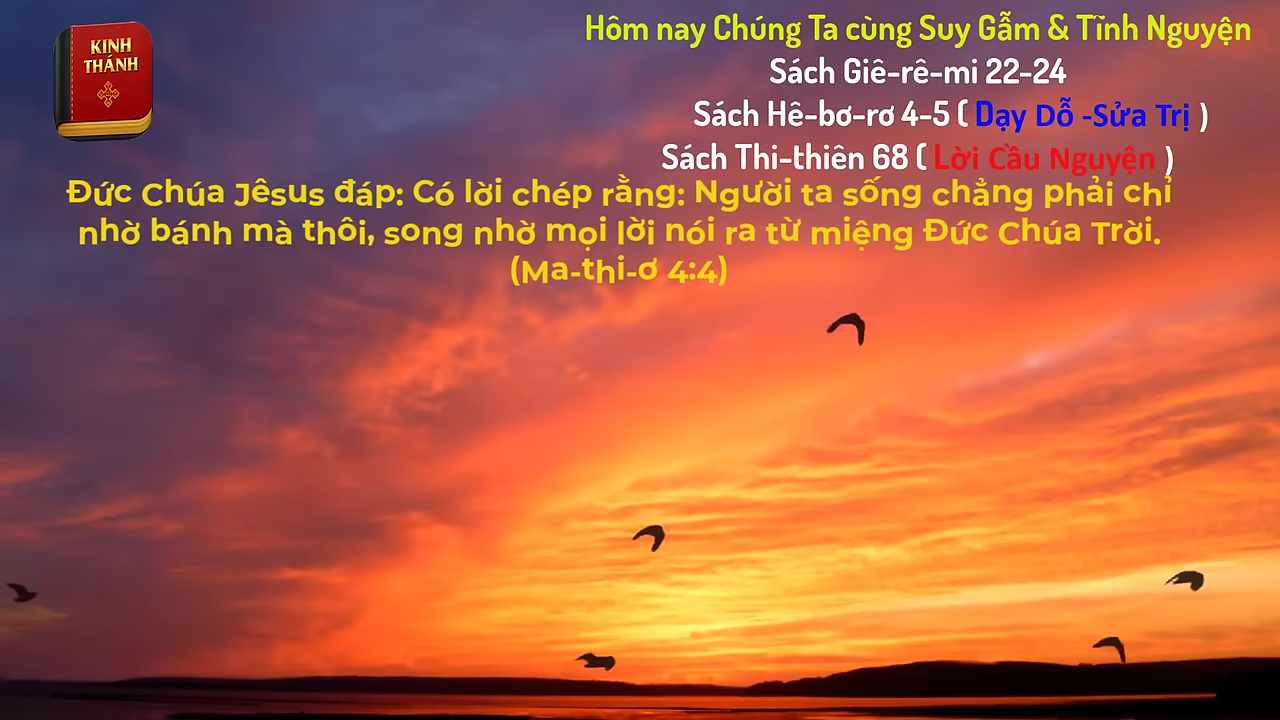 KINH
THÁNH
Hôm nay Chúng Ta cùng Suy Gẫm & Tĩnh Nguyện
Sách Giê-rê-mi 22-24
Sách Hê-bơ-rơ 4-5 ( Dạy Dỗ -Sửa Trị )
Sách Thi-thiên 68 ( Lời Cầu Nguyện )
Đức Chúa Jêsus đáp: Có lời chép rằng: Người ta sống chẳng phải chỉ
nhờ bánh mà thôi, song nhờ mọi lời nói ra từ miệng Đức Chúa Trời.
(Ma-thi-ơ 4:4)